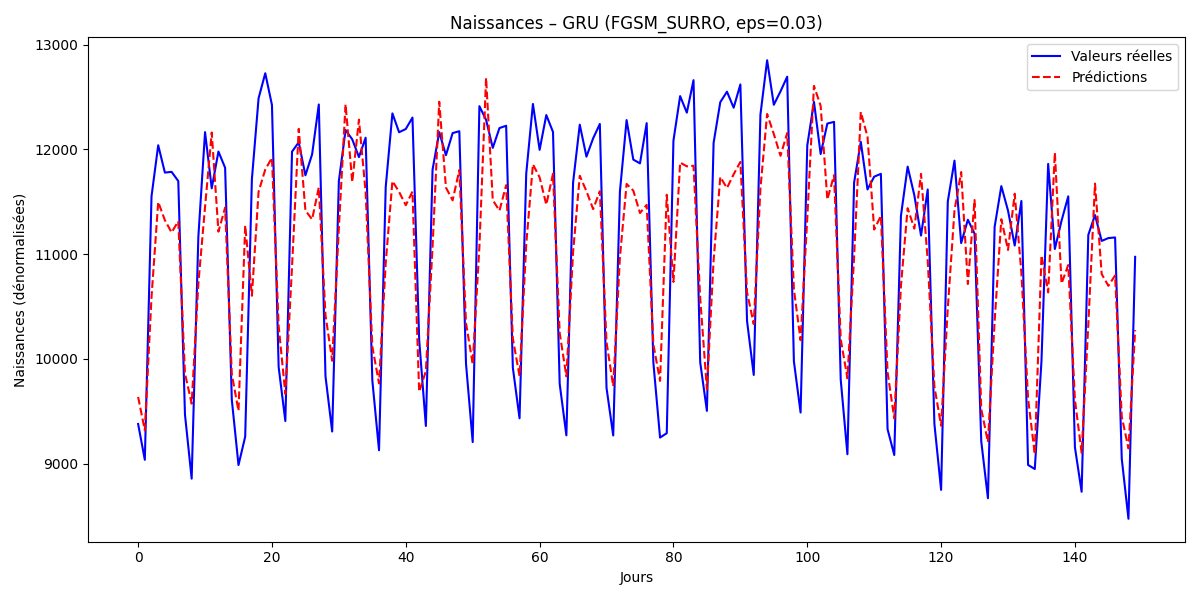 Naissances – GRU (FGSM_SURRO, eps=0.03)
Valeurs réelles
Prédictions
Naissances (dénormalisées)
13000
12000
11000
10000
9000
0 20 40 60 80 100 120 140
Jours